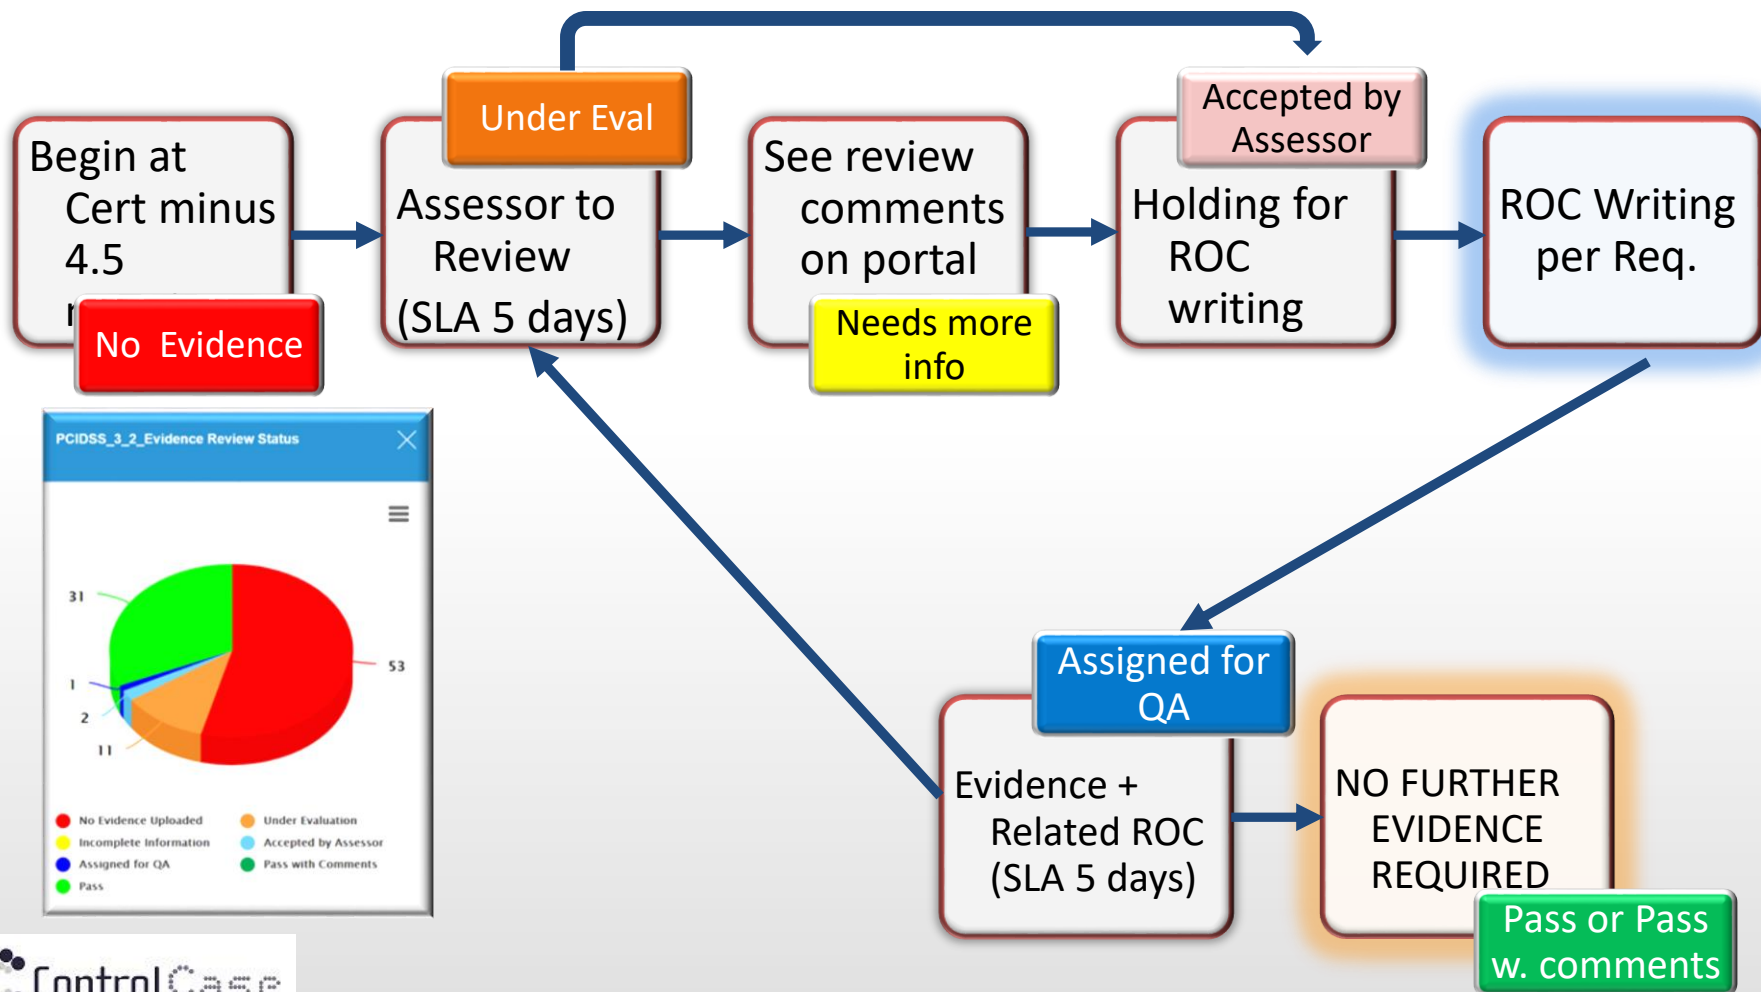 Under Eval
Accepted by
Assessor
Begin at
Cert minus
4.5
No Evidence
Assessor to
Review
(SLA 5 days)
See review
comments
on portal
Needs more
info
Holding for
ROC
writing
ROC Writing
per Req.
PCIDSS_3_2_Evidence Review Status
31
53
1
2
11
No Evidence Uploaded
Under Evaluation
Incomplete Information
Accepted by Assessor
Assigned for QA
Pass with Comments
Pass
Assigned for
QA
Evidence +
Related ROC
(SLA 5 days)
NO FURTHER
EVIDENCE
REQUIRED
Pass or Pass
w. comments
ControlCase